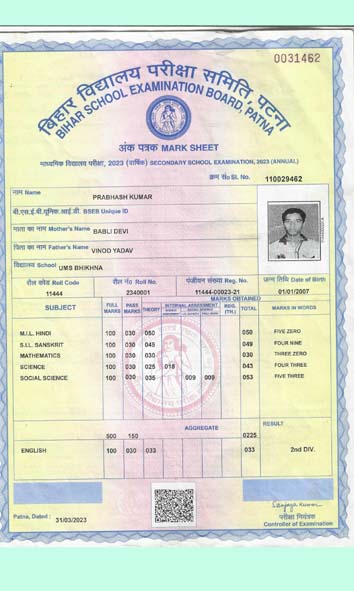 0031462
बिहार विद्यालय परीक्षा समिति, पटना
BIHAR SCHOOL EXAMINATION BOARD, PATNA
अंक पत्रक MARK SHEET
माध्यमिक विद्यालय परीक्षा, 2023 (वार्षिक) SECONDARY SCHOOL EXAMINATION, 2023 (ANNUAL)
क्रम सं० Sl. No. 110029462
नाम Name PRABHASH KUMAR
बी.एस.ई.बी.यूनिक.आई.डी. BSEB Unique ID
माता का नाम Mother's Name BABLI DEVI
पिता का नाम Father's Name VINOD YADAV
विद्यालय School UMS BHIKHNA
रौल कोड Roll Code रौल नं० Roll No. पंजीयन संख्या Reg. No. जन्म तिथि Date of Birth
11444 2340001 11444-00023-21 01/01/2007
MARKS OBTAINED
SUBJECT FULL MARKS PASS MARKS THEORY INTERNAL ASSESSMENT REG. (TH.) TOTAL MARKS IN WORDS
M.I.L. HINDI 100 030 050 050 FIVE ZERO
S.I.L. SANSKRIT 100 030 049 049 FOUR NINE
MATHEMATICS 100 030 030 030 THREE ZERO
SCIENCE 100 030 025 018 043 FOUR THREE
SOCIAL SCIENCE 100 030 035 009 009 053 FIVE THREE
AGGREGATE RESULT
500 150 0225
ENGLISH 100 030 033 033 2nd DIV.
Patna, Dated : 31/03/2023
Sanjay Kumar
परीक्षा नियंत्रक
Controller of Examination